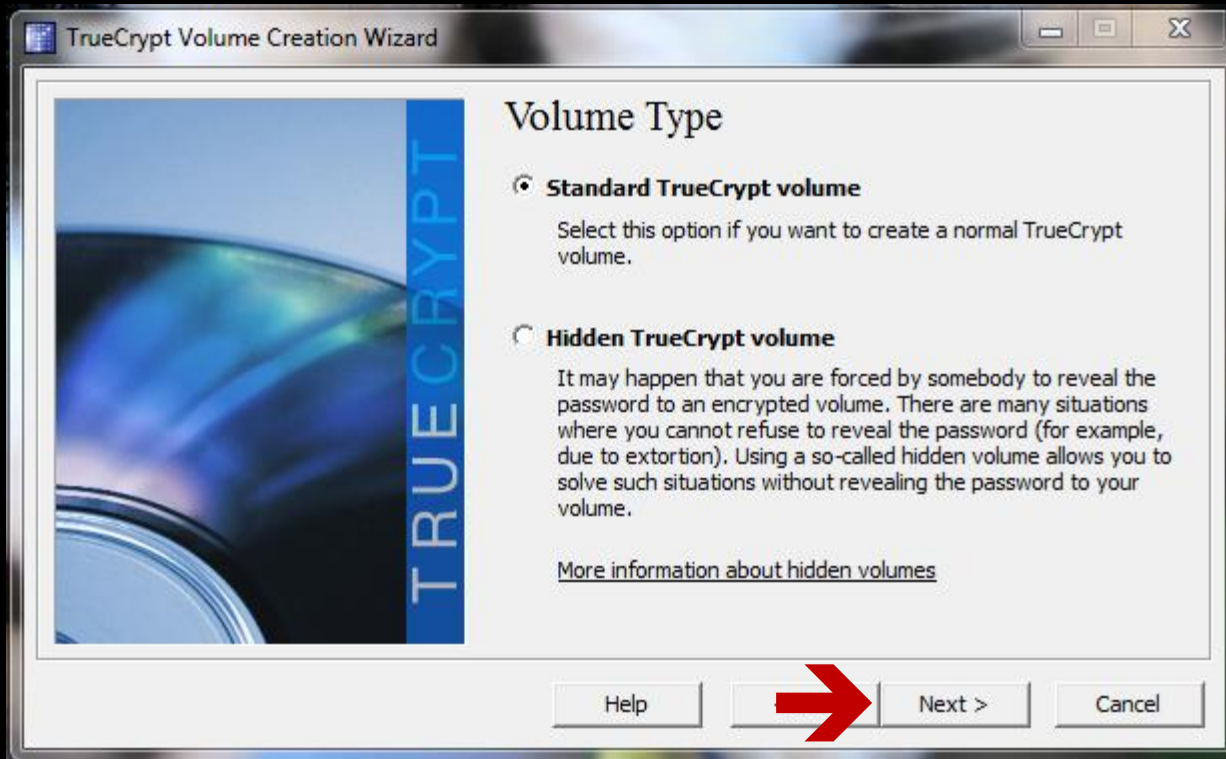 TrueCrypt Volume Creation Wizard
TRUECRYPT
Volume Type
Standard TrueCrypt volume
Select this option if you want to create a normal TrueCrypt
volume.
Hidden TrueCrypt volume
It may happen that you are forced by somebody to reveal the
password to an encrypted volume. There are many situations
where you cannot refuse to reveal the password (for example,
due to extortion). Using a so-called hidden volume allows you to
solve such situations without revealing the password to your
volume.
More information about hidden volumes
Help
Next >
Cancel